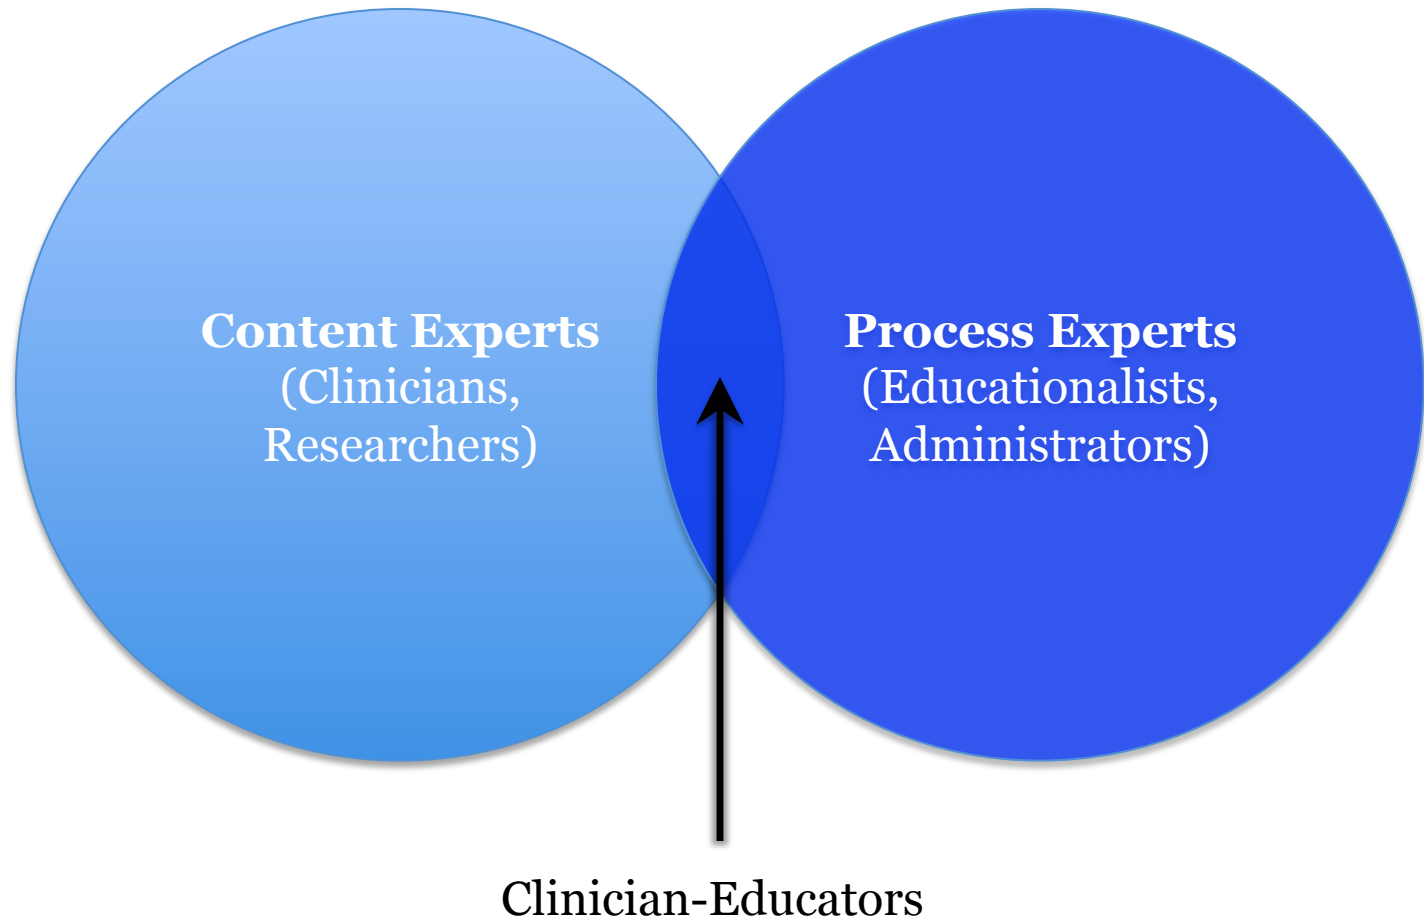 Content Experts
(Clinicians,
Researchers)
Process Experts
(Educationalists,
Administrators)
Clinician-Educators